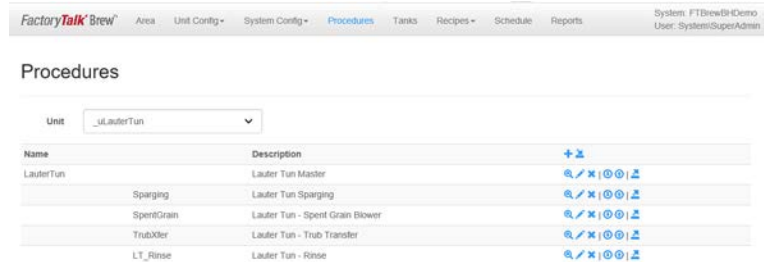 FactoryTalk Brew Area Unit Config System Config Procedures Tanks Recipes Schedule Reports
System: FTBrewBHDemo
User: System\SuperAdmin
Procedures
Unit _uLauterTun
Name Description
LauterTun Lauter Tun Master
Sparging Lauter Tun Sparging
SpentGrain Lauter Tun - Spent Grain Blower
TrubXfer Lauter Tun - Trub Transfer
LT_Rinse Lauter Tun - Rinse